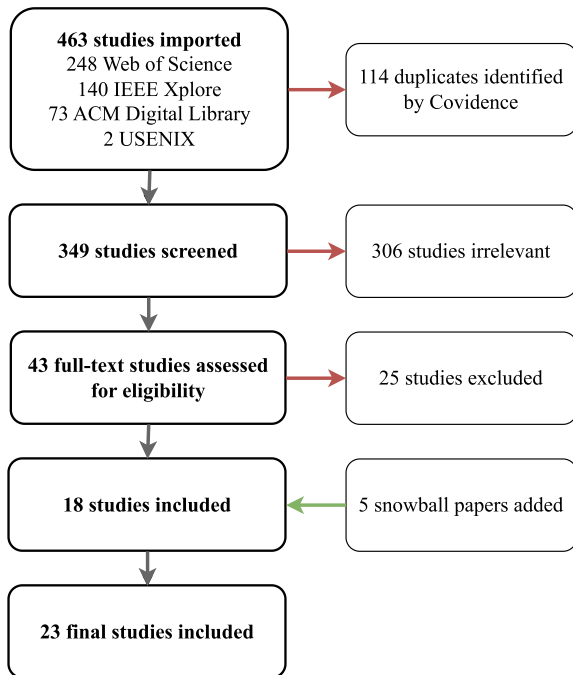 463 studies imported
248 Web of Science
140 IEEE Xplore
73 ACM Digital Library
2 USENIX
114 duplicates identified
by Covidence
349 studies screened
306 studies irrelevant
43 full-text studies assessed
for eligibility
25 studies excluded
18 studies included
5 snowball papers added
23 final studies included